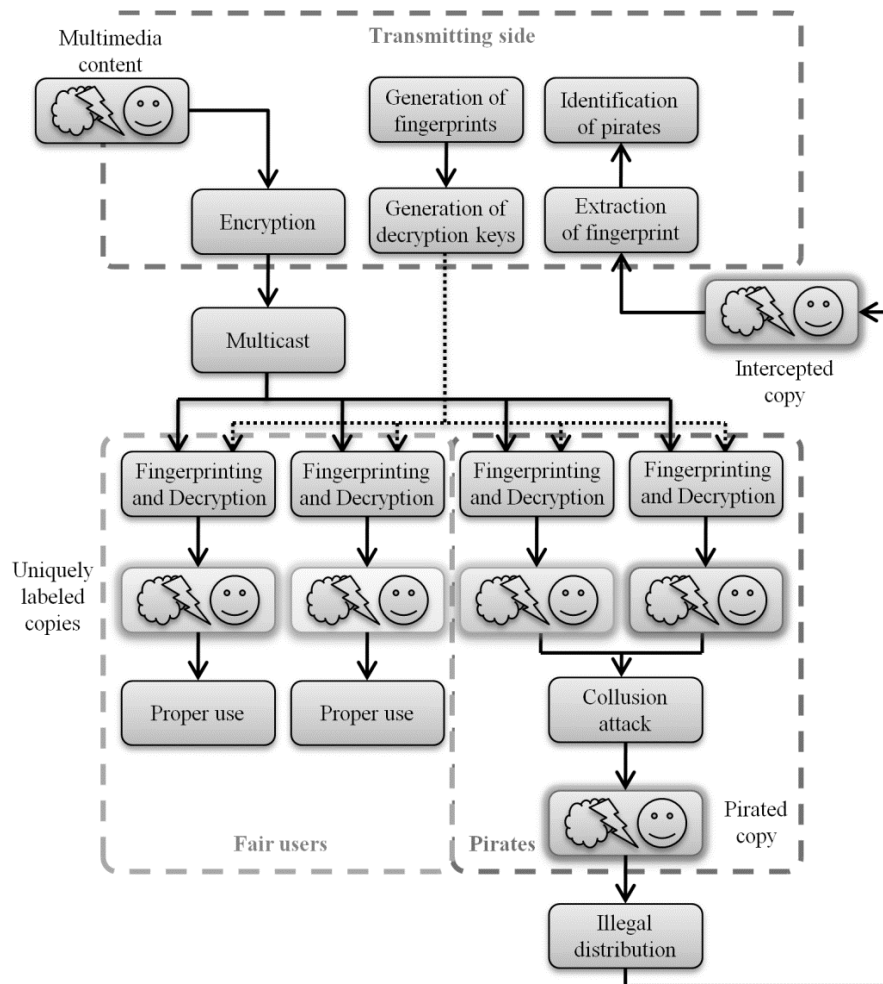 Transmitting side
Multimedia
content
Generation of
fingerprints
Identification
of pirates
Encryption
Generation of
decryption keys
Extraction
of fingerprint
Multicast
Intercepted
copy
Fingerprinting
and Decryption
Fingerprinting
and Decryption
Fingerprinting
and Decryption
Fingerprinting
and Decryption
Uniquely
labeled
copies
Proper use
Proper use
Collusion
attack
Pirated
copy
Fair users
Pirates
Illegal
distribution